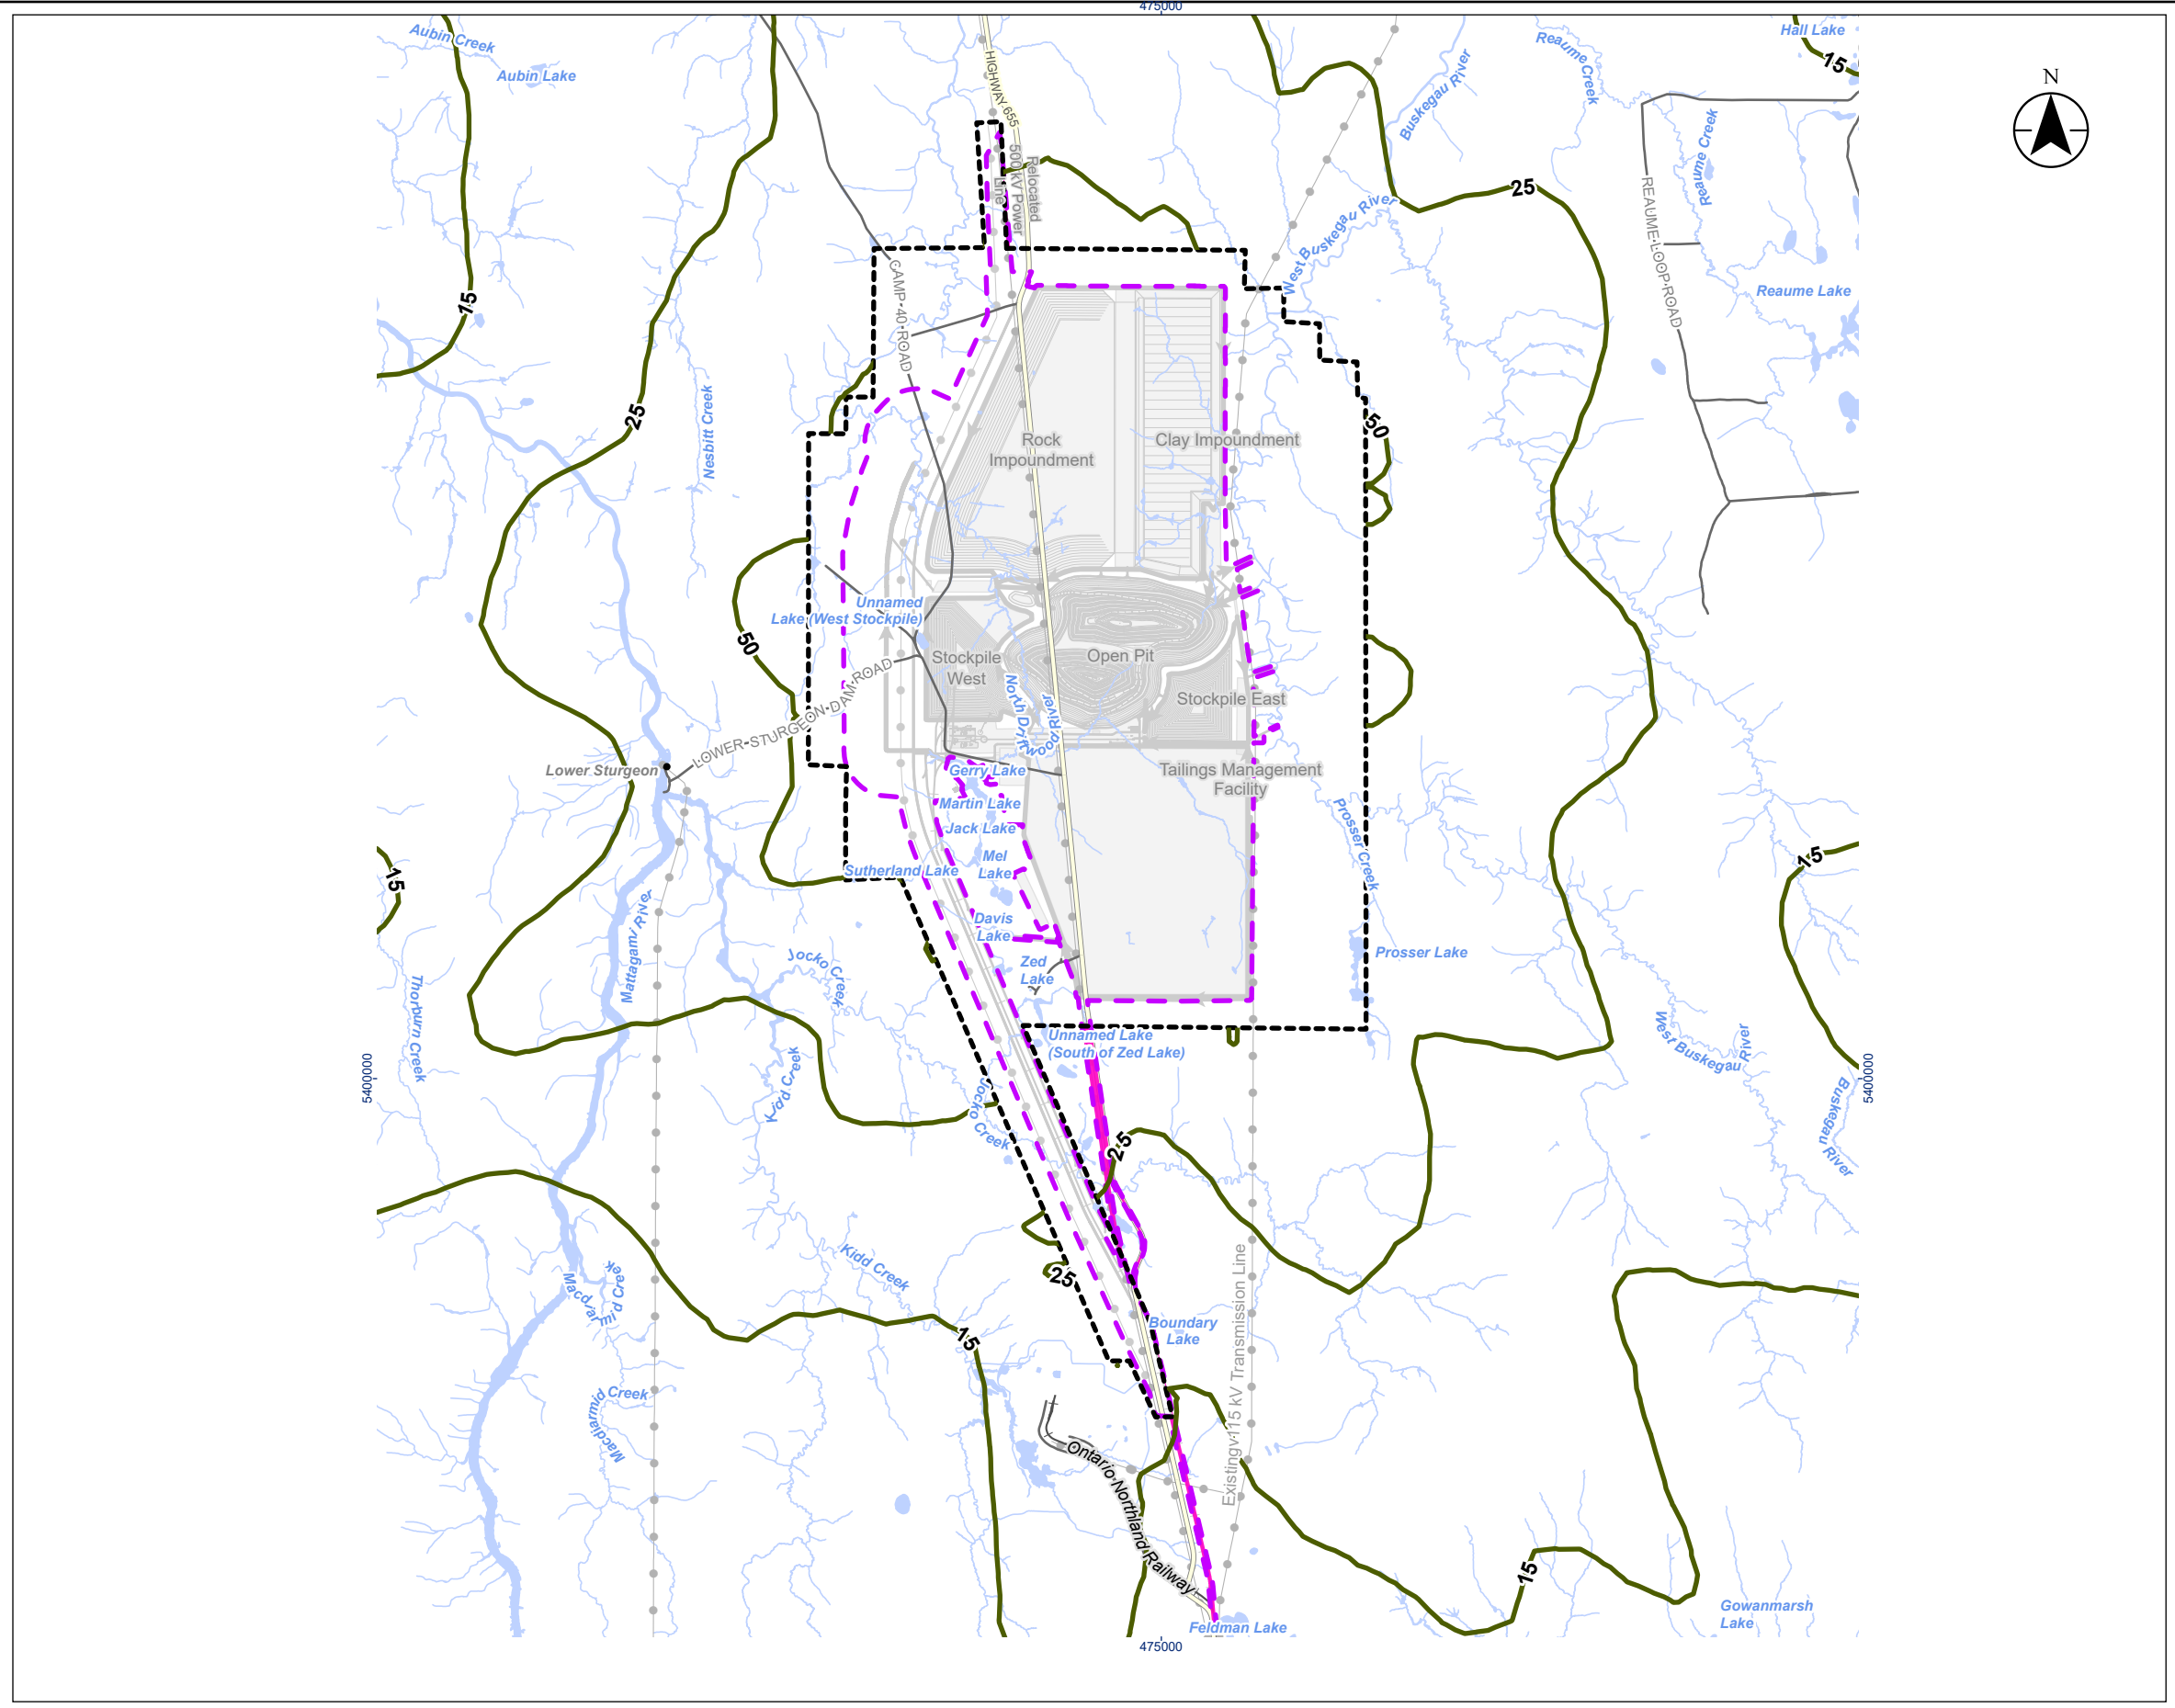 475000
Aubin Creek
Aubin Lake
HIGHWAY 655
Buskegau River
Reaume Creek
Hall Lake
15
N
Relocated
500 kV Power
Line
Reaume Creek
25
REAUME LOOP ROAD
West Buskegau River
CAMP 40 ROAD
15
Reaume Lake
25
Nesbitt Creek
50
Rock
Impoundment
Clay Impoundment
Unnamed
Lake (West Stockpile)
50
Stockpile
West
Open Pit
Stockpile East
North Driftwood River
LOWER STURGEON DAM ROAD
Lower Sturgeon
Gerry Lake
Tailings Management
Facility
Martin Lake
Jack Lake
Prosser Creek
Mel
Lake
Sutherland Lake
15
15
Davis
Lake
Mattagami River
Jocko Creek
Zed
Lake
Prosser Lake
Thorburn Creek
Unnamed Lake
(South of Zed Lake)
West Buskegau River
5400000
5400000
Kidd Creek
Jocko Creek
Buskegau River
25
Kidd Creek
Macdiarmid Creek
25
Existing 115 kV Transmission Line
15
Boundary
Lake
Macdiarmid Creek
Ontario Northland Railway
15
Gowanmarsh
Lake
Feldman Lake
475000